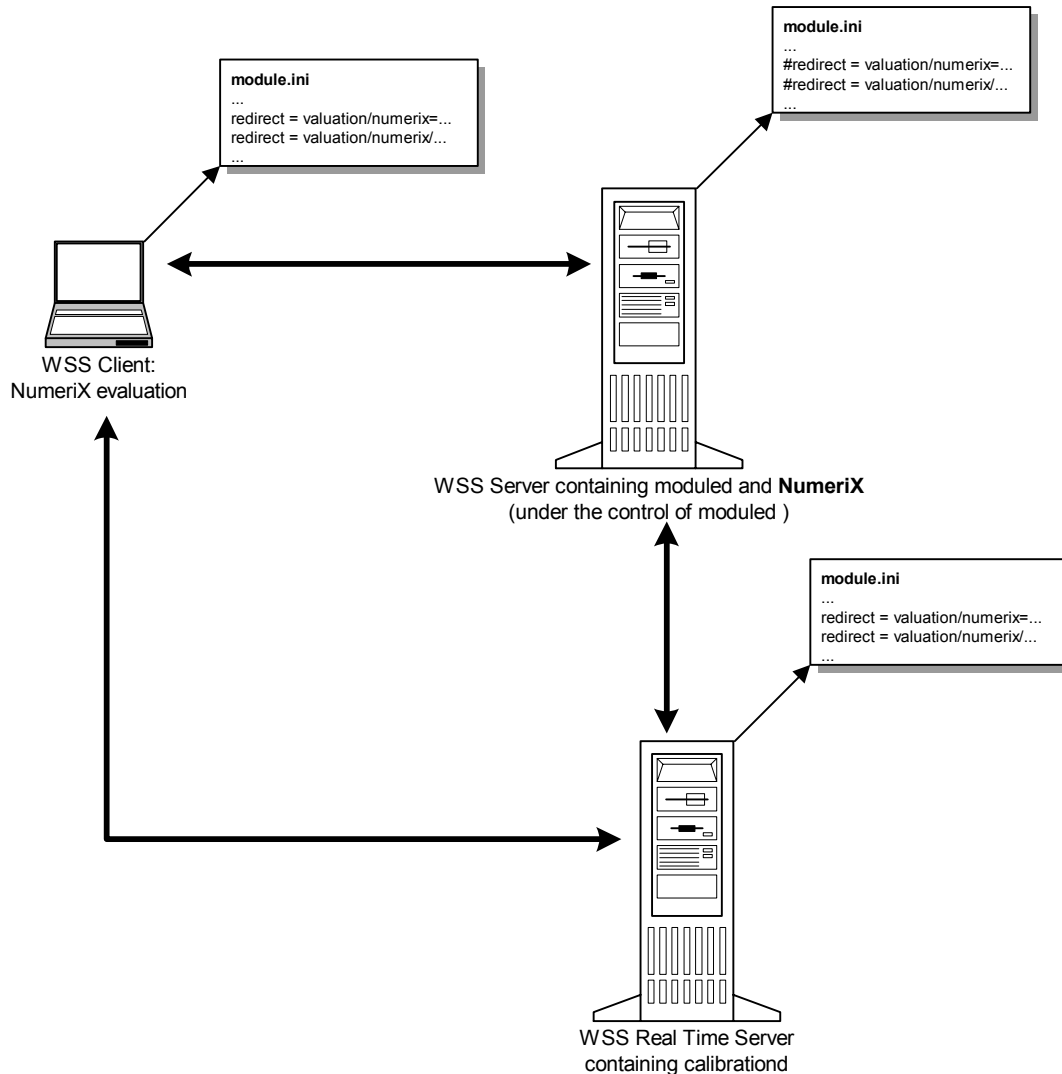 module.ini
...
#redirect = valuation/numerix=...
#redirect = valuation/numerix/...
...
module.ini
...
redirect = valuation/numerix=...
redirect = valuation/numerix/...
...
WSS Client:
NumeriX evaluation
WSS Server containing moduled and NumeriX
(under the control of moduled )
module.ini
...
redirect = valuation/numerix=...
redirect = valuation/numerix/...
...
WSS Real Time Server
containing calibrationd